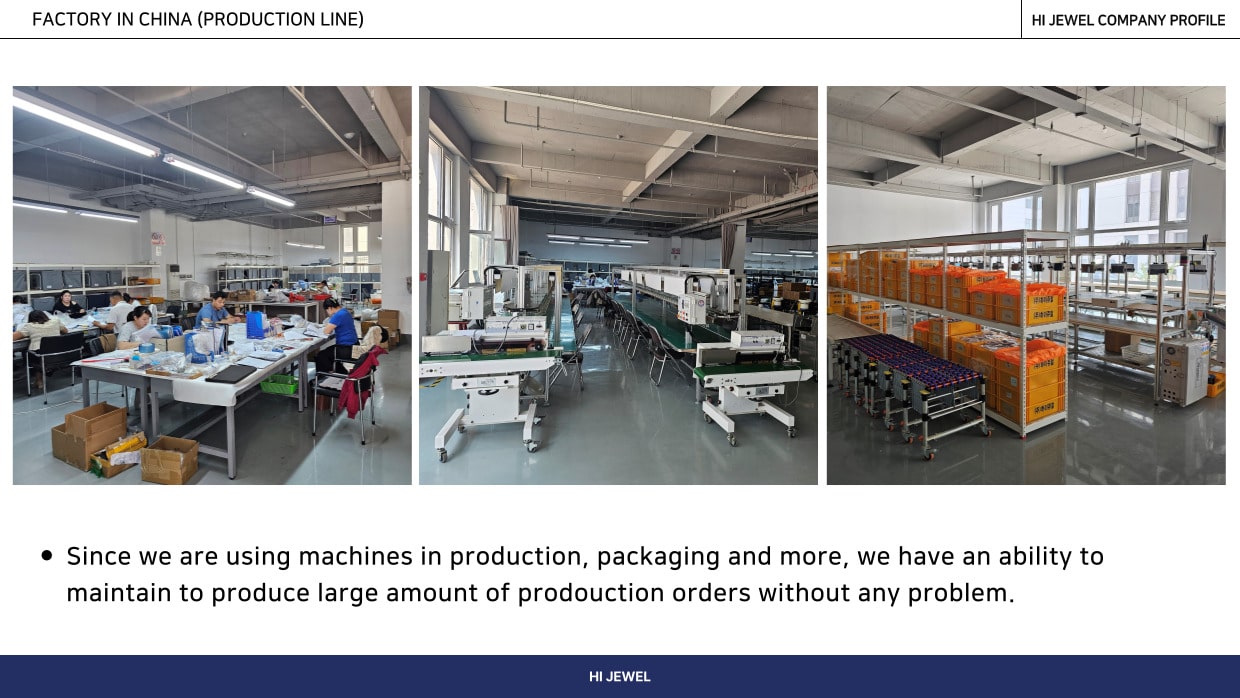 FACTORY IN CHINA (PRODUCTION LINE)
HI JEWEL COMPANY PROFILE
• Since we are using machines in production, packaging and more, we have an ability to
maintain to produce large amount of prodouction orders without any problem.
HI JEWEL